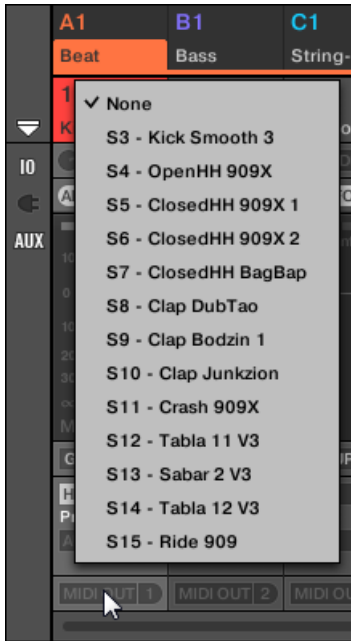 A1 B1 C1
Beat Bass String-
1
K
None
S3 - Kick Smooth 3
IO
S4 - OpenHH 909X
S5 - ClosedHH 909X 1
S6 - ClosedHH 909X 2
AUX
S7 - ClosedHH BagBap
S8 - Clap DubTao
S9 - Clap Bodzin 1
S10 - Clap Junkzion
S11 - Crash 909X
S12 - Tabla 11 V3
S13 - Sabar 2 V3
S14 - Tabla 12 V3
S15 - Ride 909
MIDI OUT 1 MIDI OUT 2 MIDI OU